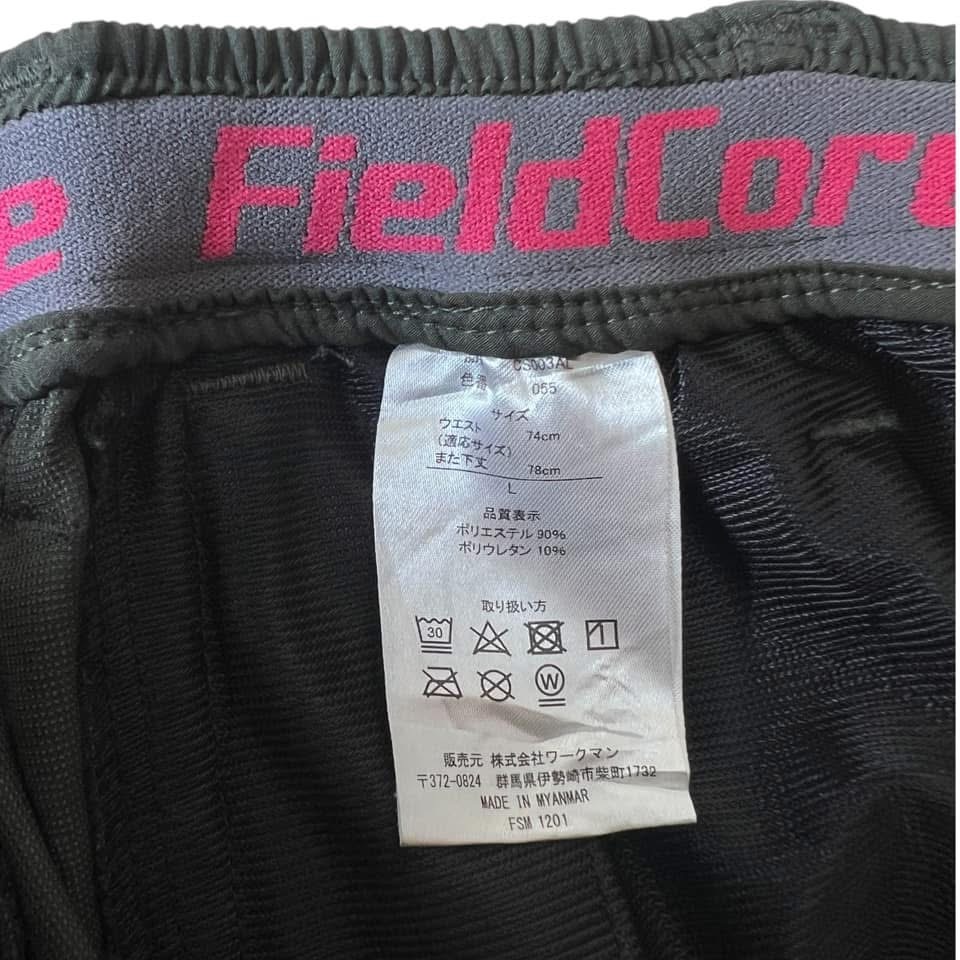 e FieldCore
品番 CS003AL
色番 055
サイズ
ウエスト 74cm
(適応サイズ)
また下丈 78cm
L
品質表示
ポリエステル 90%
ポリウレタン 10%
取り扱い方
30
W
販売元 株式会社ワークマン
〒372-0824 群馬県伊勢崎市柴町1732
MADE IN MYANMAR
FSM 1201